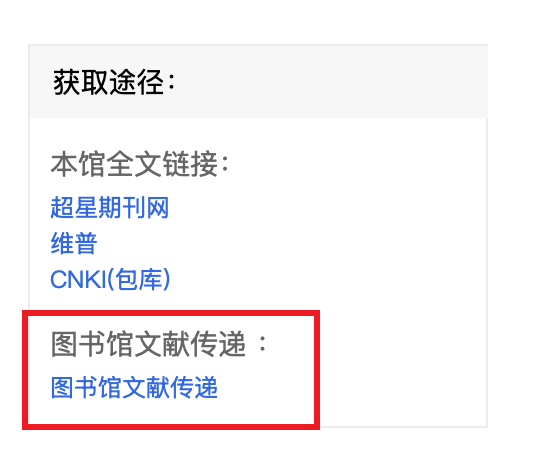 获取途径：
本馆全文链接：
超星期刊网
维普
CNKI(包库)
图书馆文献传递 ：
图书馆文献传递